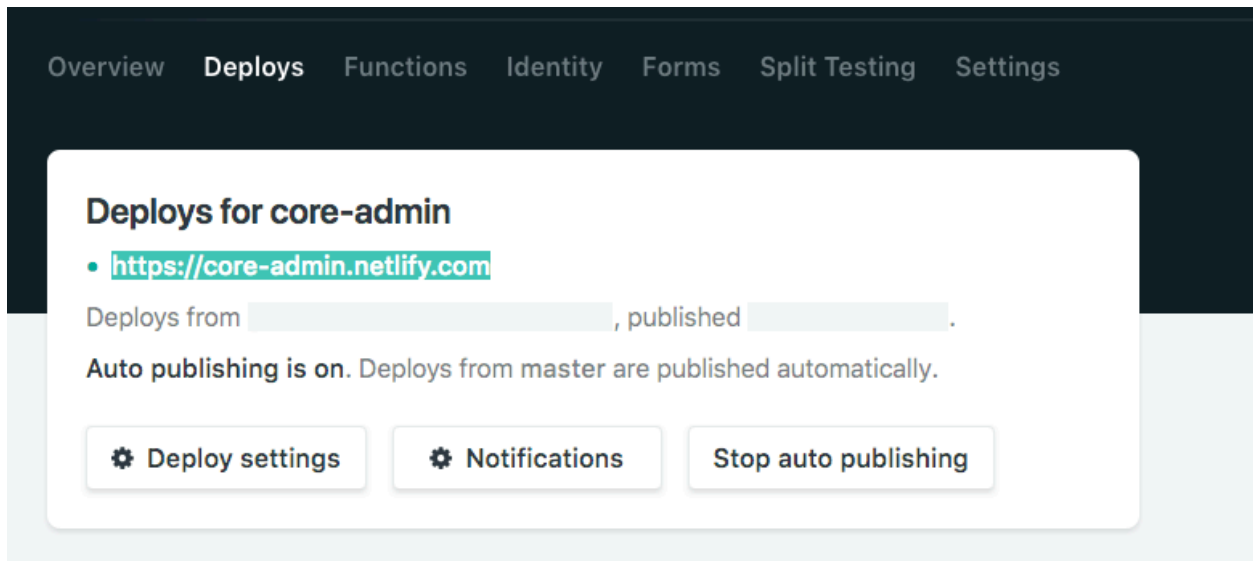 Overview Deploys Functions Identity Forms Split Testing Settings
Deploys for core-admin
• https://core-admin.netlify.com
Deploys from , published .
Auto publishing is on. Deploys from master are published automatically.
Deploy settings Notifications Stop auto publishing